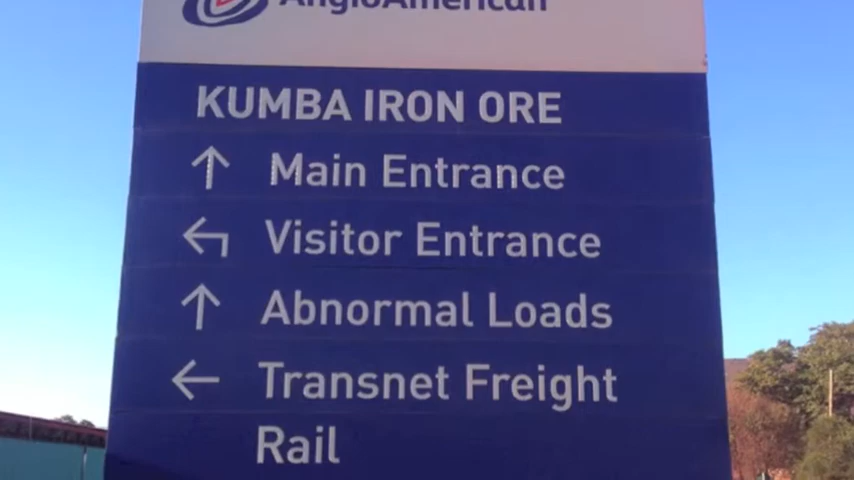 AngloAmerican
KUMBA IRON ORE
Main Entrance
Visitor Entrance
Abnormal Loads
Transnet Freight
Rail